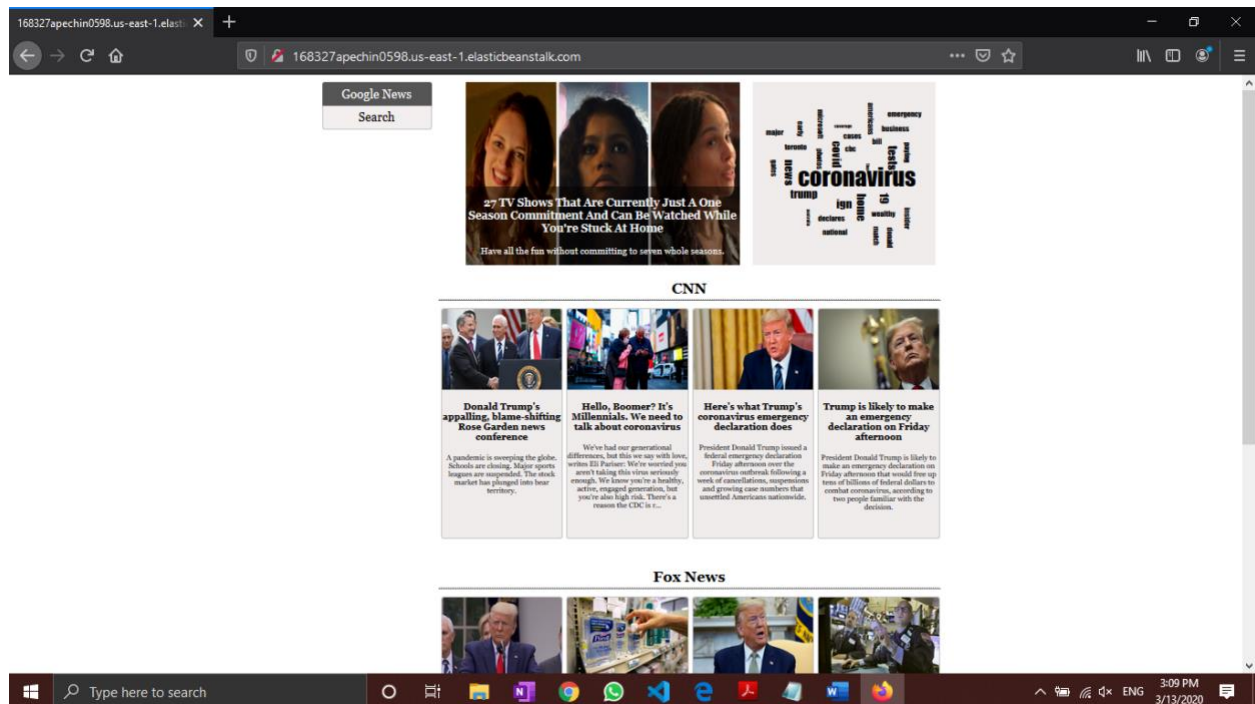 168327apechin0598.us-east-1.elasti
168327apechin0598.us-east-1.elasticbeanstalk.com
Google News
Search
27 TV Shows That Are Currently Just A One
Season Commitment And Can Be Watched While
You're Stuck At Home
Have all the fun without committing to seven whole seasons.
major
early
toronto
news
microsoft
photos
covid
cases
cbc
americans
bill
emergency
business
tests
paying
coronavirus
trump
ign
home
19
declares
national
wealthy
match
donald
insider
CNN
Donald Trump's
appalling, blame-shifting
Rose Garden news
conference
A pandemic is sweeping the globe.
Schools are closing. Major sports
leagues are suspended. The stock
market has plunged into bear
territory.
Hello, Boomer? It's
Millennials. We need to
talk about coronavirus
We've had our generational
differences, but this we say with love,
writes Eli Pariser: We're worried you
aren't taking this virus seriously
enough. We know you're a healthy,
active, engaged generation, but
you're also high risk. There's a
reason the CDC is r...
Here's what Trump's
coronavirus emergency
declaration does
President Donald Trump issued a
federal emergency declaration
Friday afternoon over the
coronavirus outbreak following a
week of cancellations, suspensions
and growing case numbers that
unsettled Americans nationwide.
Trump is likely to make
an emergency
declaration on Friday
afternoon
President Donald Trump is likely to
make an emergency declaration on
Friday afternoon that would free up
tens of billions of federal dollars to
combat coronavirus, according to
two people familiar with the
decision.
Fox News
Type here to search
ENG
3:09 PM
3/13/2020